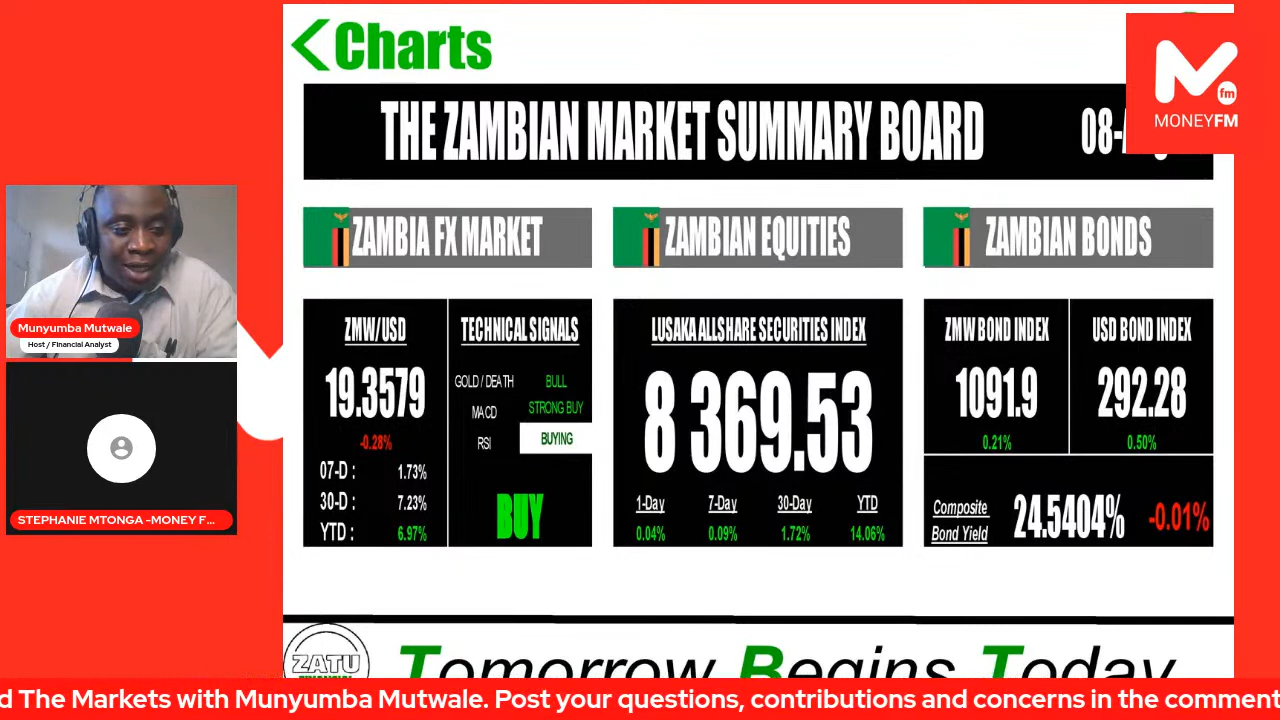 Charts
THE ZAMBIAN MARKET SUMMARY BOARD
08-
fm
MONEYFM
ZAMBIA FX MARKET
ZAMBIAN EQUITIES
ZAMBIAN BONDS
ZMW/USD
19.3579
-0.28%
07-D : 1.73%
30-D : 7.23%
YTD : 6.97%
TECHNICAL SIGNALS
GOLD / DEATH BULL
MACD STRONG BUY
RSI BUYING
BUY
LUSAKA ALLSHARE SECURITIES INDEX
8 369.53
1-Day 7-Day 30-Day YTD
0.04% 0.09% 1.72% 14.06%
ZMW BOND INDEX
1091.9
0.21%
USD BOND INDEX
292.28
0.50%
Composite
Bond Yield
24.5404% -0.01%
Munyumba Mutwale
Host / Financial Analyst
STEPHANIE MTONGA -MONEY F...
ZATU
Tomorrow Begins Today
d The Markets with Munyumba Mutwale. Post your questions, contributions and concerns in the comment